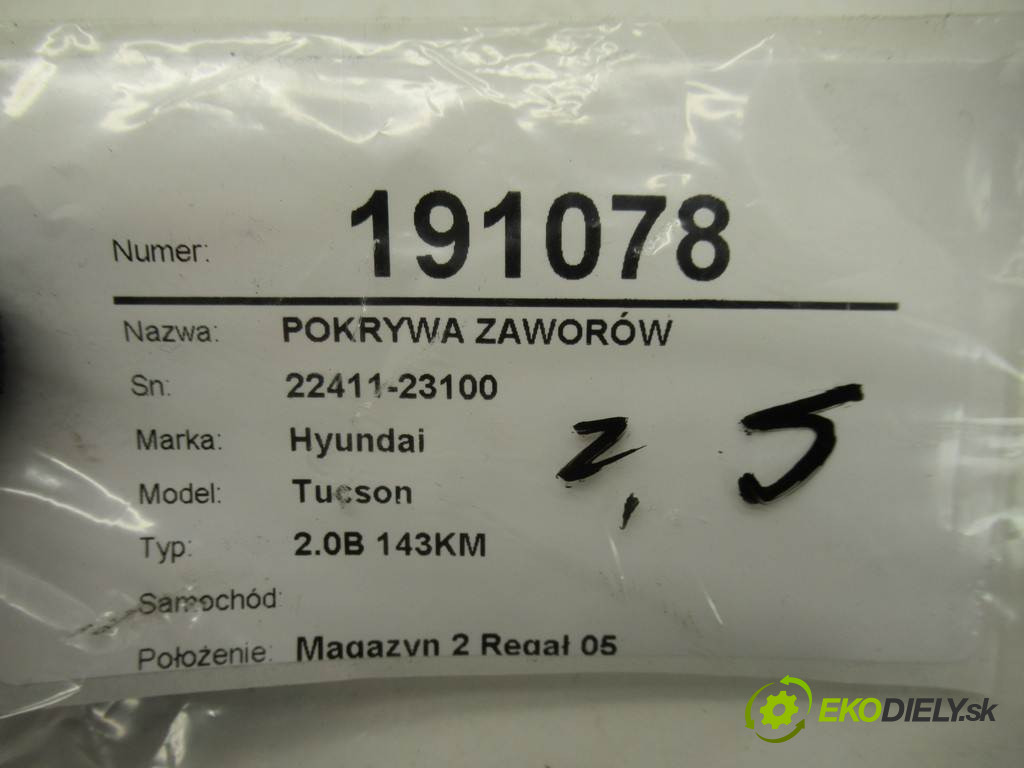 Numer: 191078
Nazwa: POKRYWA ZAWORÓW
Sn: 22411-23100
Marka: Hyundai
Model: Tucson
Typ: 2.0B 143KM
Samochód:
Położenie: Magazyn 2 Regał 05
2,5
EKODIELY.sk